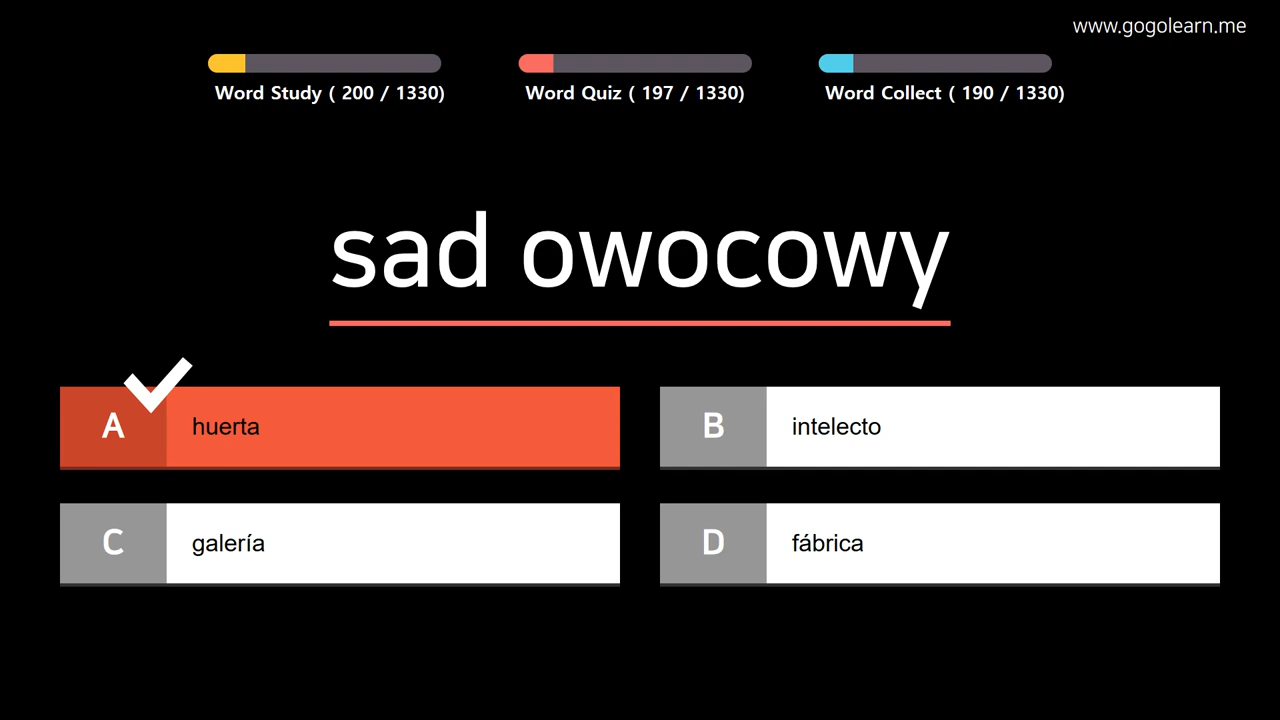 www.gogolearn.me
Word Study ( 200 / 1330)
Word Quiz ( 197 / 1330)
Word Collect ( 190 / 1330)
sad owocowy
A huerta
B intelecto
C galería
D fábrica